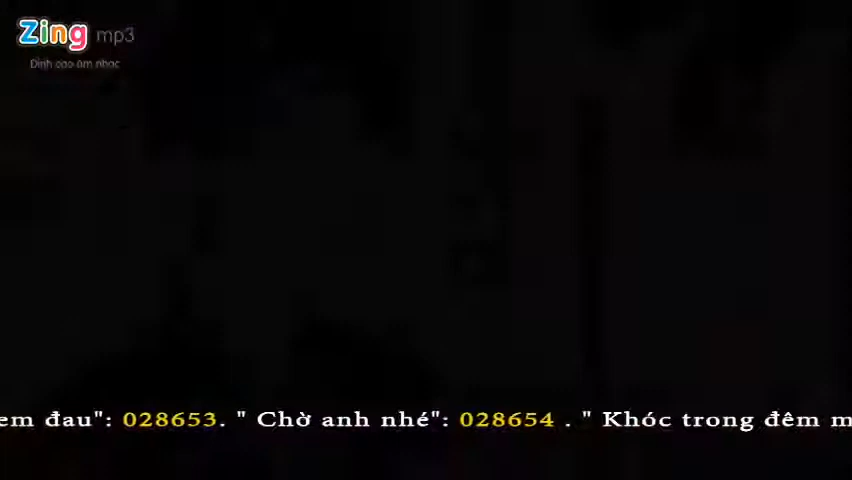 Zing mp3
Đỉnh cao âm nhạc
em đau": 028653. " Chờ anh nhé": 028654 . " Khóc trong đêm m